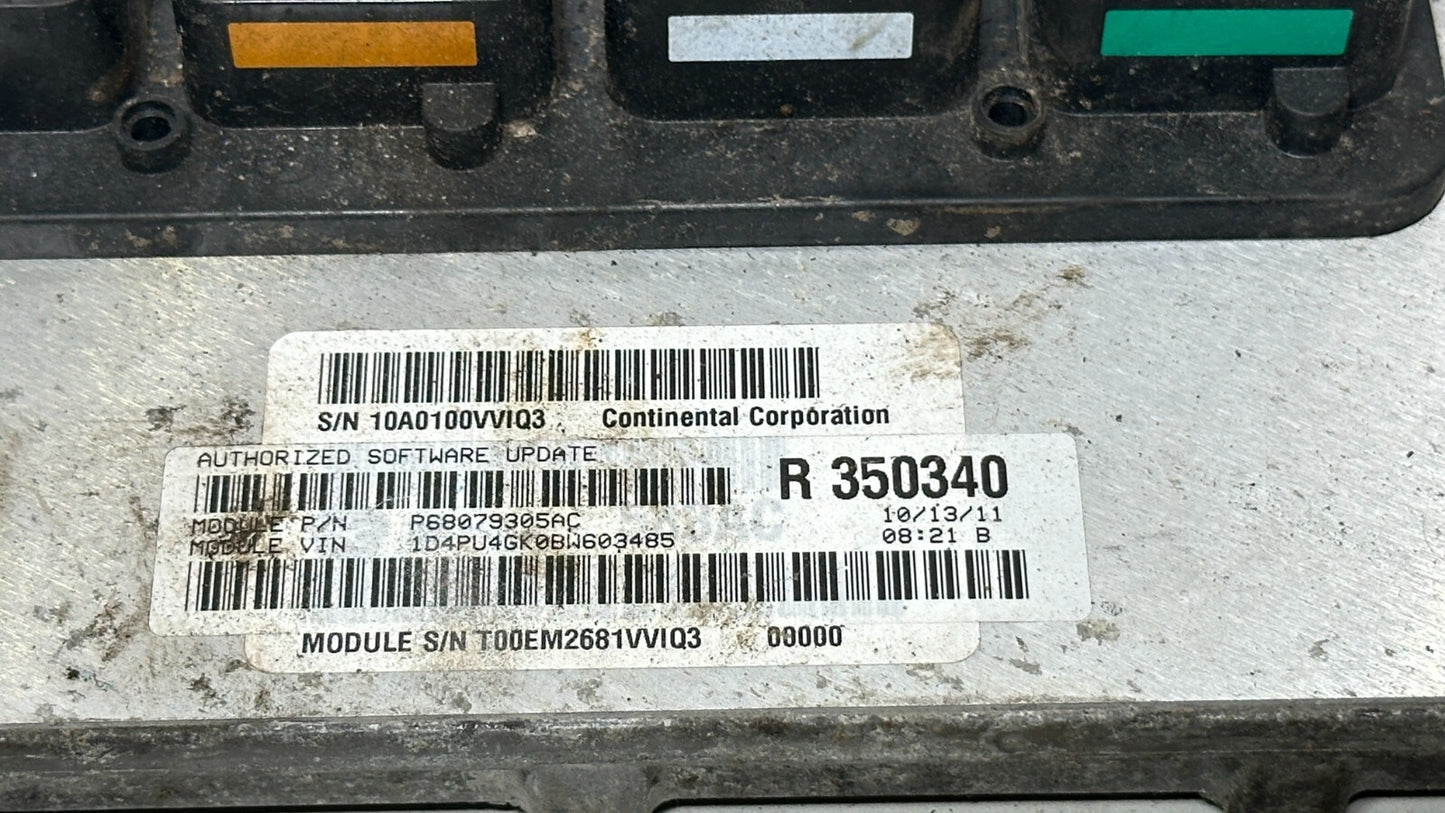 S/N 10A0100VVIQ3 Continental Corporation
AUTHORIZED SOFTWARE UPDATE
R 350340
MODULE P/N P68079305AC 10/13/11
MODULE VIN 1D4PU4GK0BW603485 08:21 B
MODULE S/N T00EM2681VVIQ3 00000